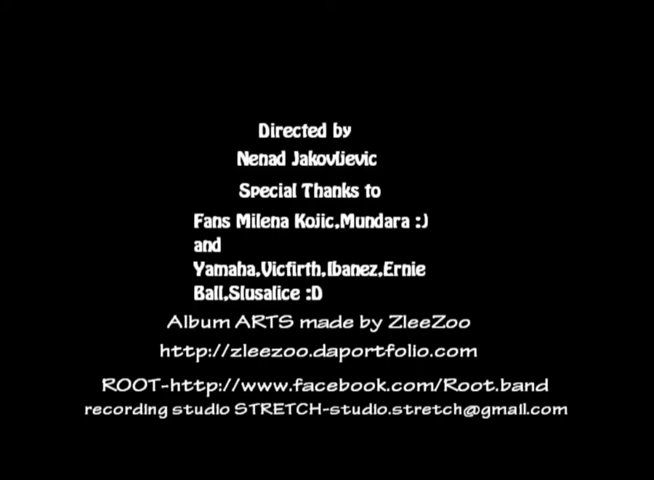 Directed by
Nenad Jakovljevic
Special Thanks to
Fans Milena Kojic,Mundara :)
and
Yamaha,Vicfirth,Ibanez,Ernie
Ball,Slusalice :D
Album ARTS made by ZleeZoo
http://zleezoo.daportfolio.com
ROOT-http://www.facebook.com/Root.band
recording studio STRETCH-studio.stretch@gmail.com